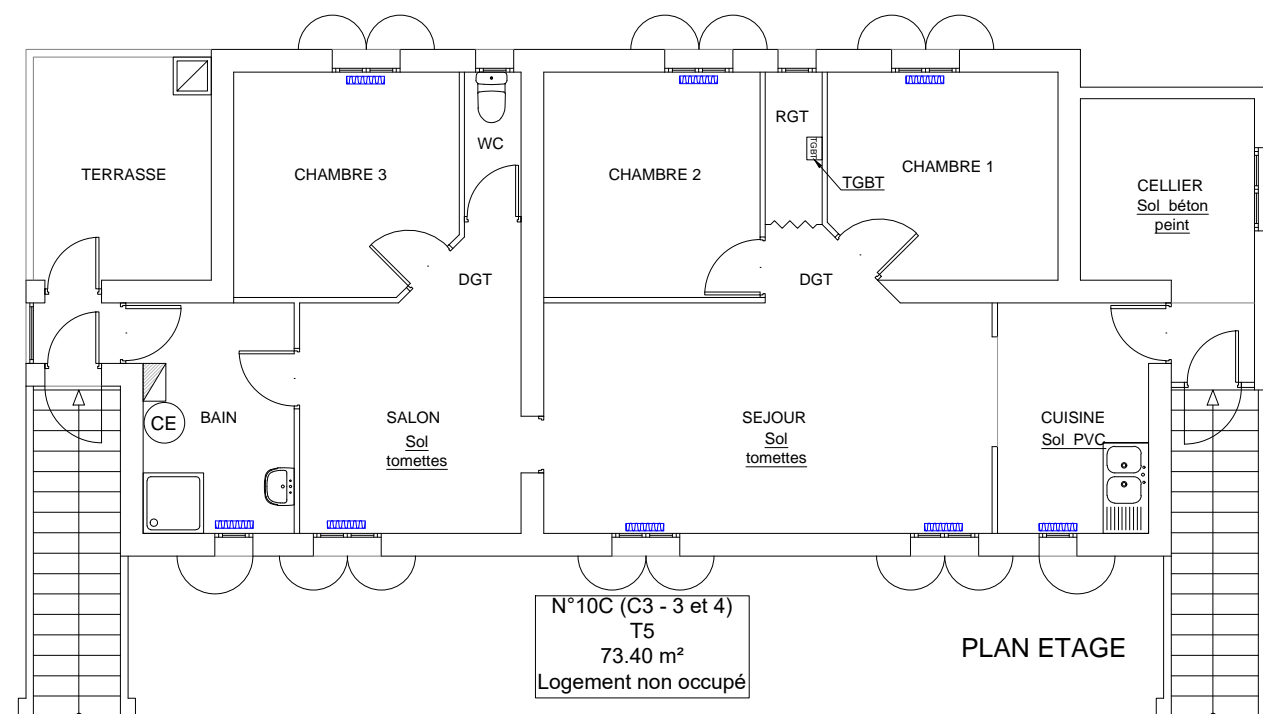 TERRASSE
CHAMBRE 3
WC
CHAMBRE 2
RGT
TGBT
TGBT
CHAMBRE 1
CELLIER
Sol béton
peint
DGT
DGT
CE
BAIN
SALON
Sol
tomettes
SEJOUR
Sol
tomettes
CUISINE
Sol PVC
N°10C (C3 - 3 et 4)
T5
73.40 m²
Logement non occupé
PLAN ETAGE